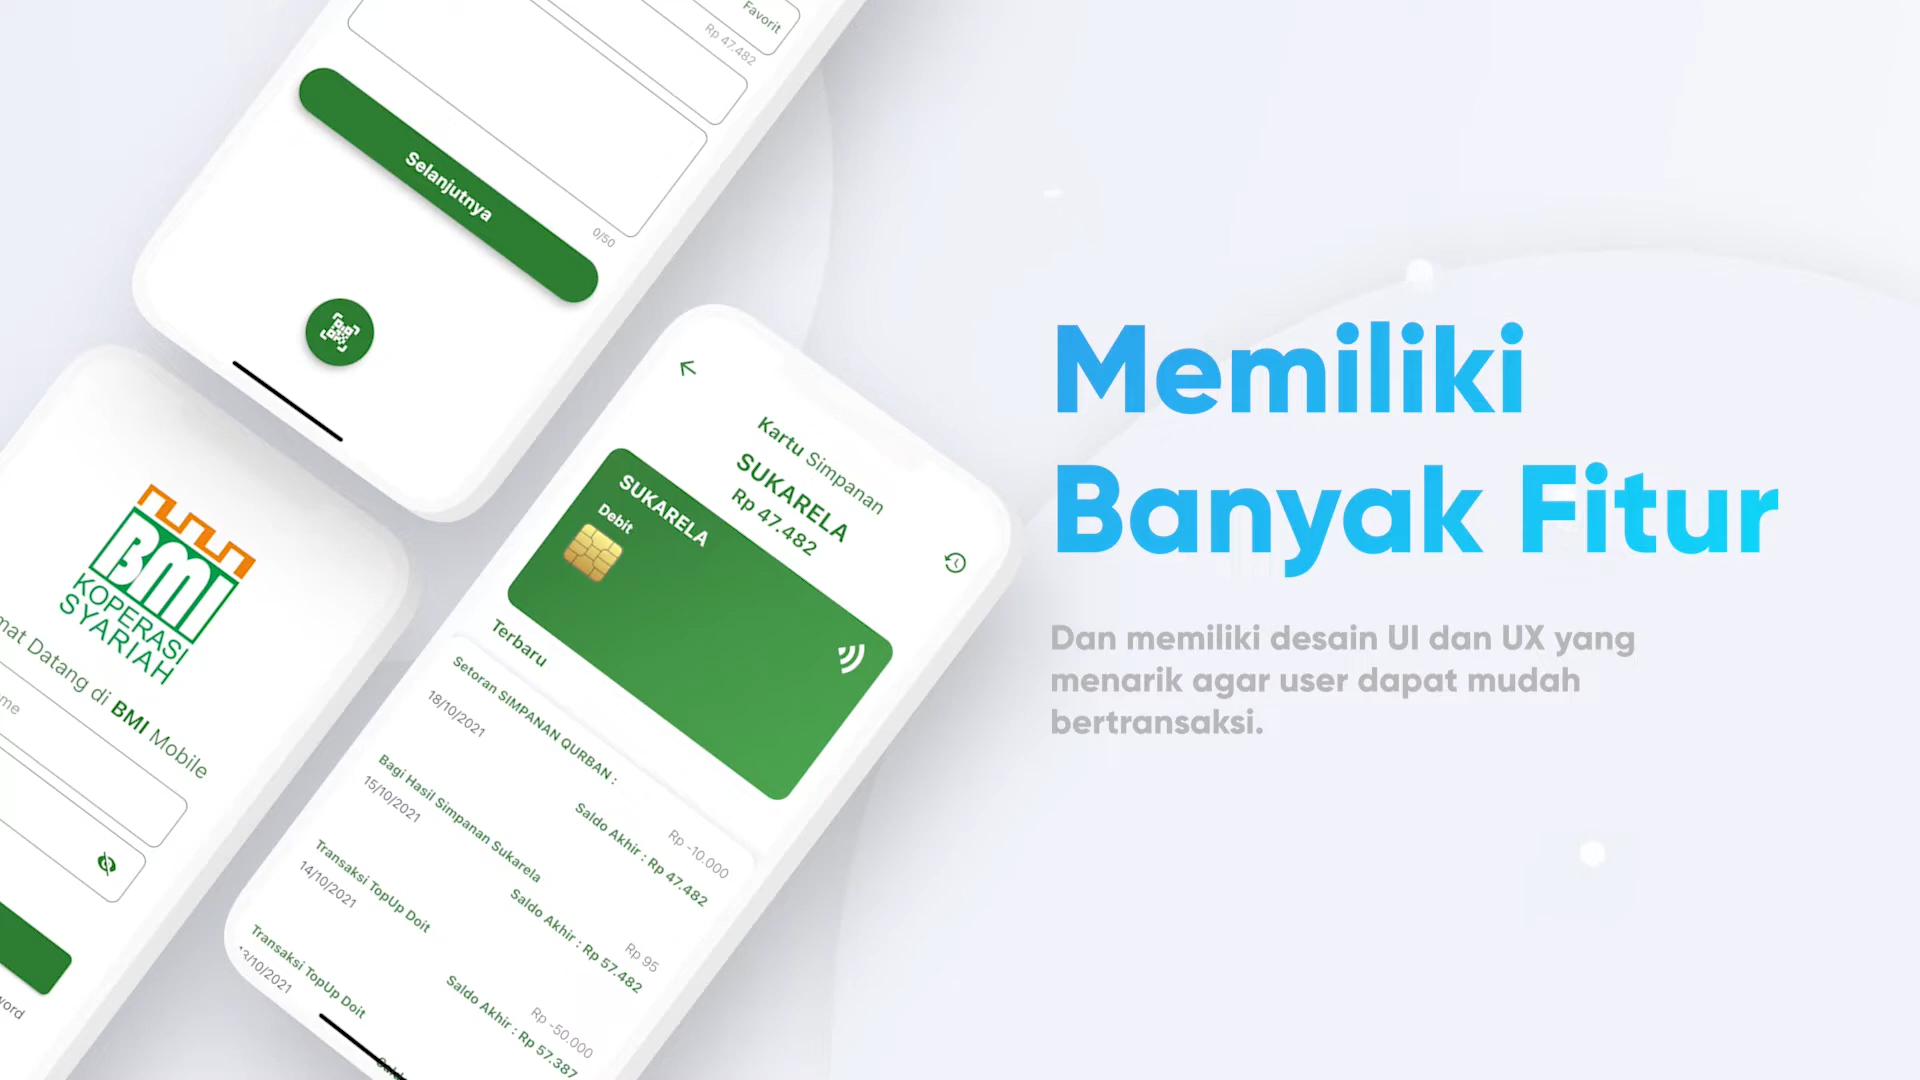 Favorit
Rp 47.482
Selanjutnya
0/50
BMI
KOPERASI
SYARIAH
mat Datang di BMI Mobile
Kartu Simpanan
SUKARELA
Rp 47.482
SUKARELA
Debit
Terbaru
Setoran SIMPANAN QURBAN :
18/10/2021
Rp -10.000
Saldo Akhir : Rp 47.482
Bagi Hasil Simpanan Sukarela
15/10/2021
Rp 95
Saldo Akhir : Rp 57.482
Transaksi TopUp Doit
14/10/2021
Rp -50.000
Saldo Akhir : Rp 57.387
Transaksi TopUp Doit
3/10/2021
Memiliki
Banyak Fitur
Dan memiliki desain UI dan UX yang
menarik agar user dapat mudah
bertransaksi.